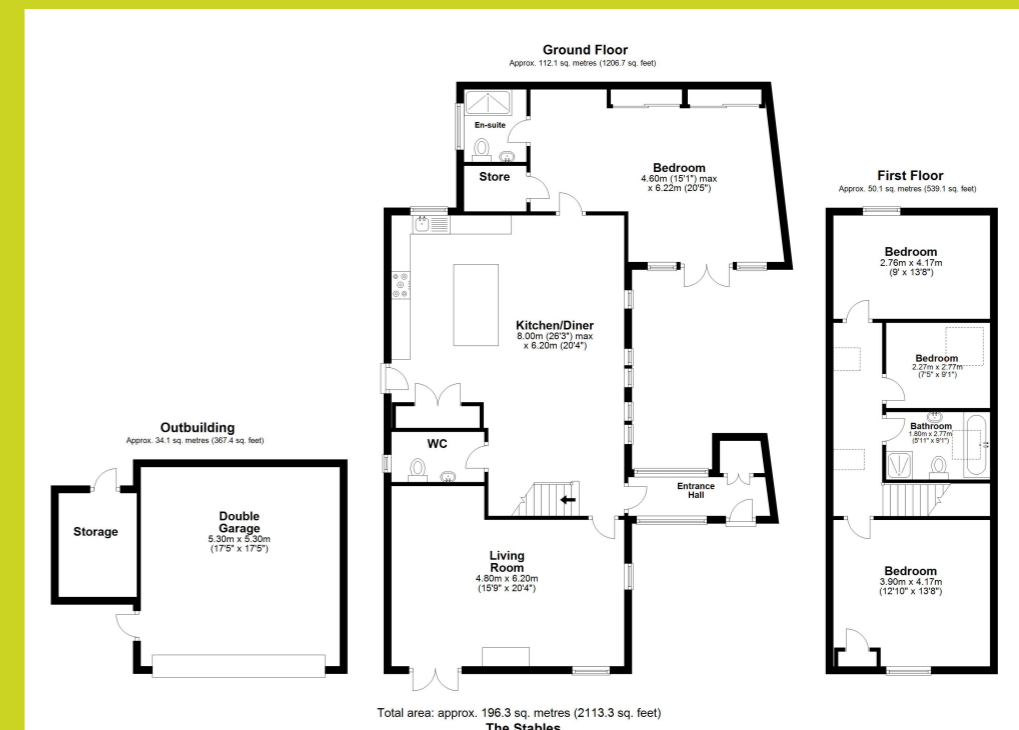 Ground Floor
Approx. 112.1 sq. metres (1206.7 sq. feet)
En-suite
Store
Bedroom
4.60m (15'1") max
x 6.22m (20'5")
Kitchen/Diner
8.00m (26'3") max
x 6.20m (20'4")
WC
Entrance
Hall
Living
Room
4.80m x 6.20m
(15'9" x 20'4")
First Floor
Approx. 50.1 sq. metres (539.1 sq. feet)
Bedroom
2.76m x 4.17m
(9' x 13'8")
Bedroom
2.27m x 2.77m
(7'5" x 9'1")
Bathroom
1.80m x 2.77m
(5'11" x 9'1")
Bedroom
3.90m x 4.17m
(12'10" x 13'8")
Outbuilding
Approx. 34.1 sq. metres (367.4 sq. feet)
Storage
Double
Garage
5.30m x 5.30m
(17'5" x 17'5")
Total area: approx. 196.3 sq. metres (2113.3 sq. feet)
The Stables